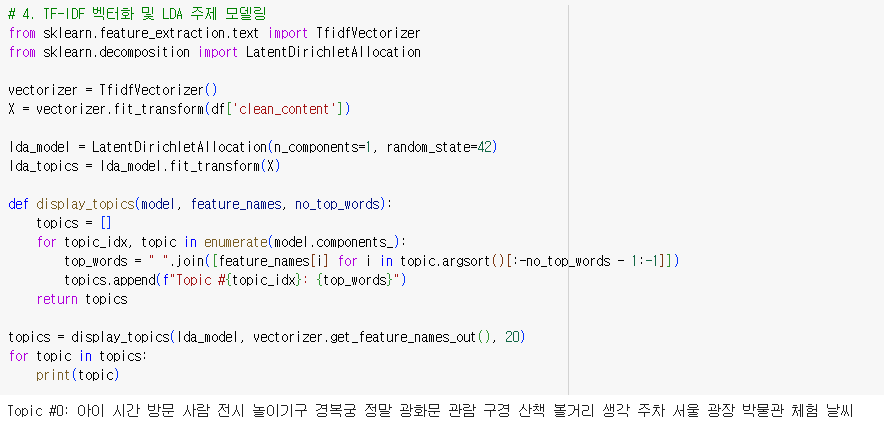 # 4. TF-IDF 벡터화 및 LDA 주제 모델링
from sklearn.feature_extraction.text import TfidfVectorizer
from sklearn.decomposition import LatentDirichletAllocation
vectorizer = TfidfVectorizer()
X = vectorizer.fit_transform(df['clean_content'])
lda_model = LatentDirichletAllocation(n_components=1, random_state=42)
lda_topics = lda_model.fit_transform(X)
def display_topics(model, feature_names, no_top_words):
    topics = []
    for topic_idx, topic in enumerate(model.components_):
        top_words = " ".join([feature_names[i] for i in topic.argsort()[:-no_top_words - 1:-1]])
        topics.append(f"Topic #{topic_idx}: {top_words}")
    return topics
topics = display_topics(lda_model, vectorizer.get_feature_names_out(), 20)
for topic in topics:
    print(topic)
Topic #0: 아이 시간 방문 사람 전시 놀이기구 경복궁 정말 광화문 관람 구경 산책 볼거리 생각 주차 서울 광장 박물관 체험 날씨